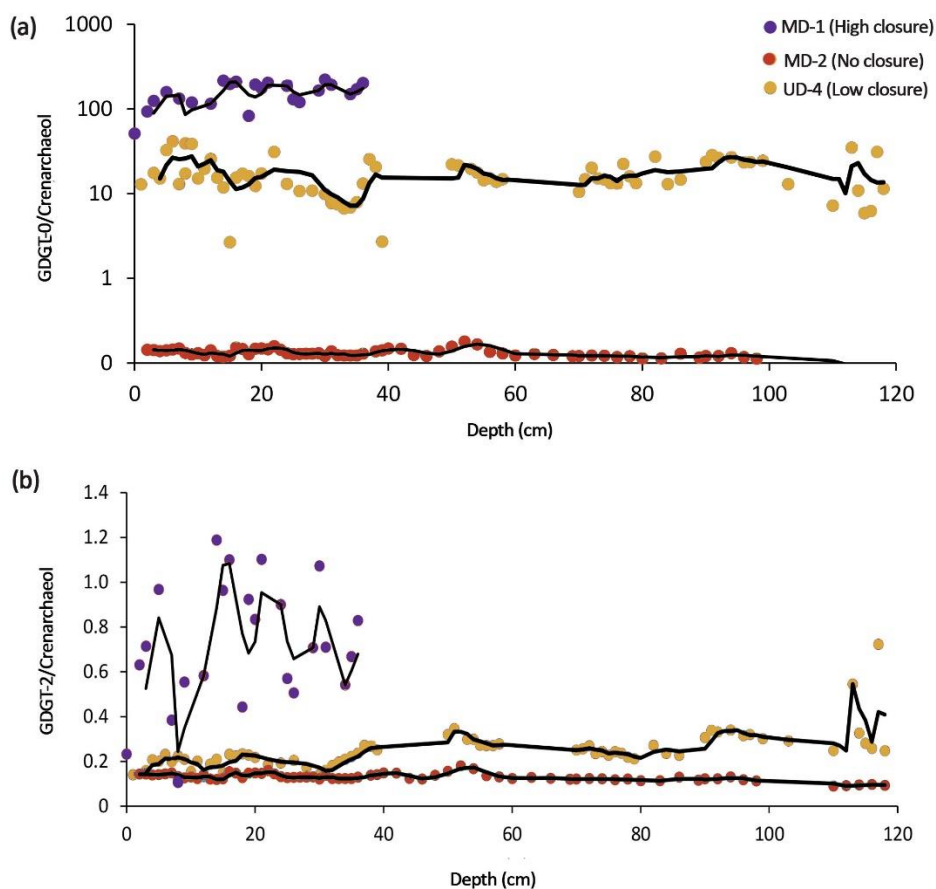 (a)
1000
100
10
1
0
GDGT-0/Crenarchaeol
0 20 40 60 80 100 120
Depth (cm)
MD-1 (High closure)
MD-2 (No closure)
UD-4 (Low closure)
(b)
1.4
1.2
1.0
0.8
0.6
0.4
0.2
0
GDGT-2/Crenarchaeol
0 20 40 60 80 100 120
Depth (cm)